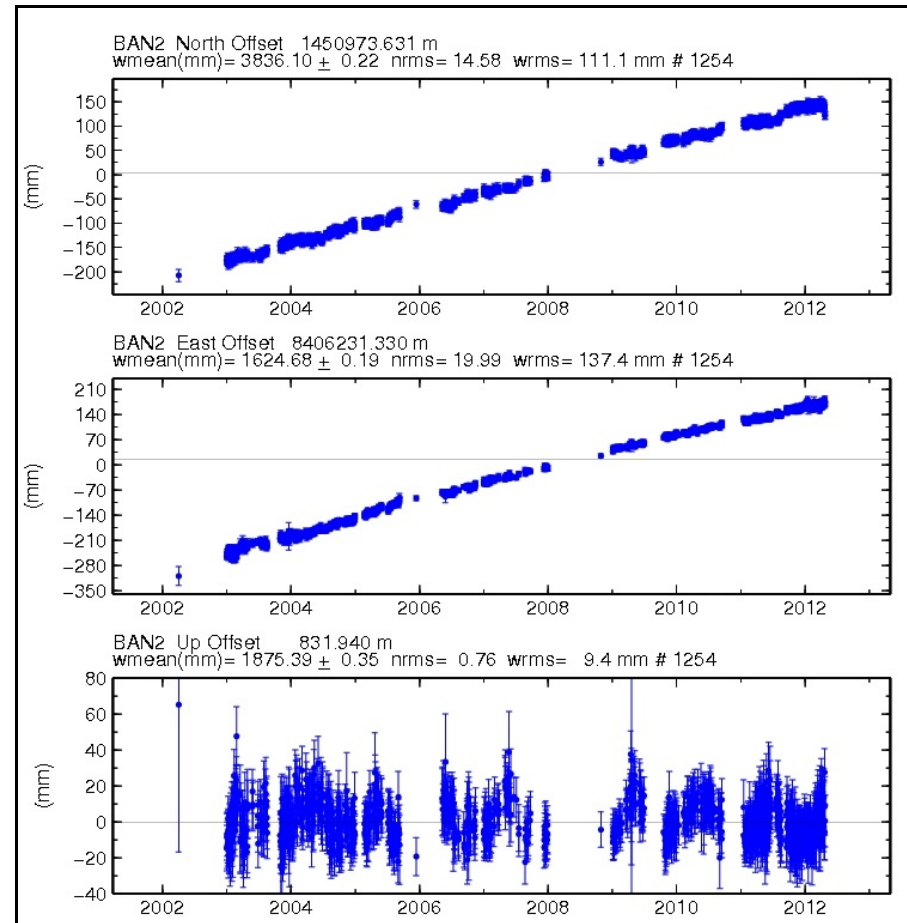 BAN2 North Offset 1450973.631 m
wmean(mm)= 3836.10 ± 0.22 nrms= 14.58 wrms= 111.1 mm # 1254
150
100
50
0
−50
−100
−150
−200
(mm)
2002 2004 2006 2008 2010 2012
BAN2 East Offset 8406231.330 m
wmean(mm)= 1624.68 ± 0.19 nrms= 19.99 wrms= 137.4 mm # 1254
210
140
70
0
−70
−140
−210
−280
−350
(mm)
2002 2004 2006 2008 2010 2012
BAN2 Up Offset 831.940 m
wmean(mm)= 1875.39 ± 0.35 nrms= 0.76 wrms= 9.4 mm # 1254
80
60
40
20
0
−20
−40
(mm)
2002 2004 2006 2008 2010 2012